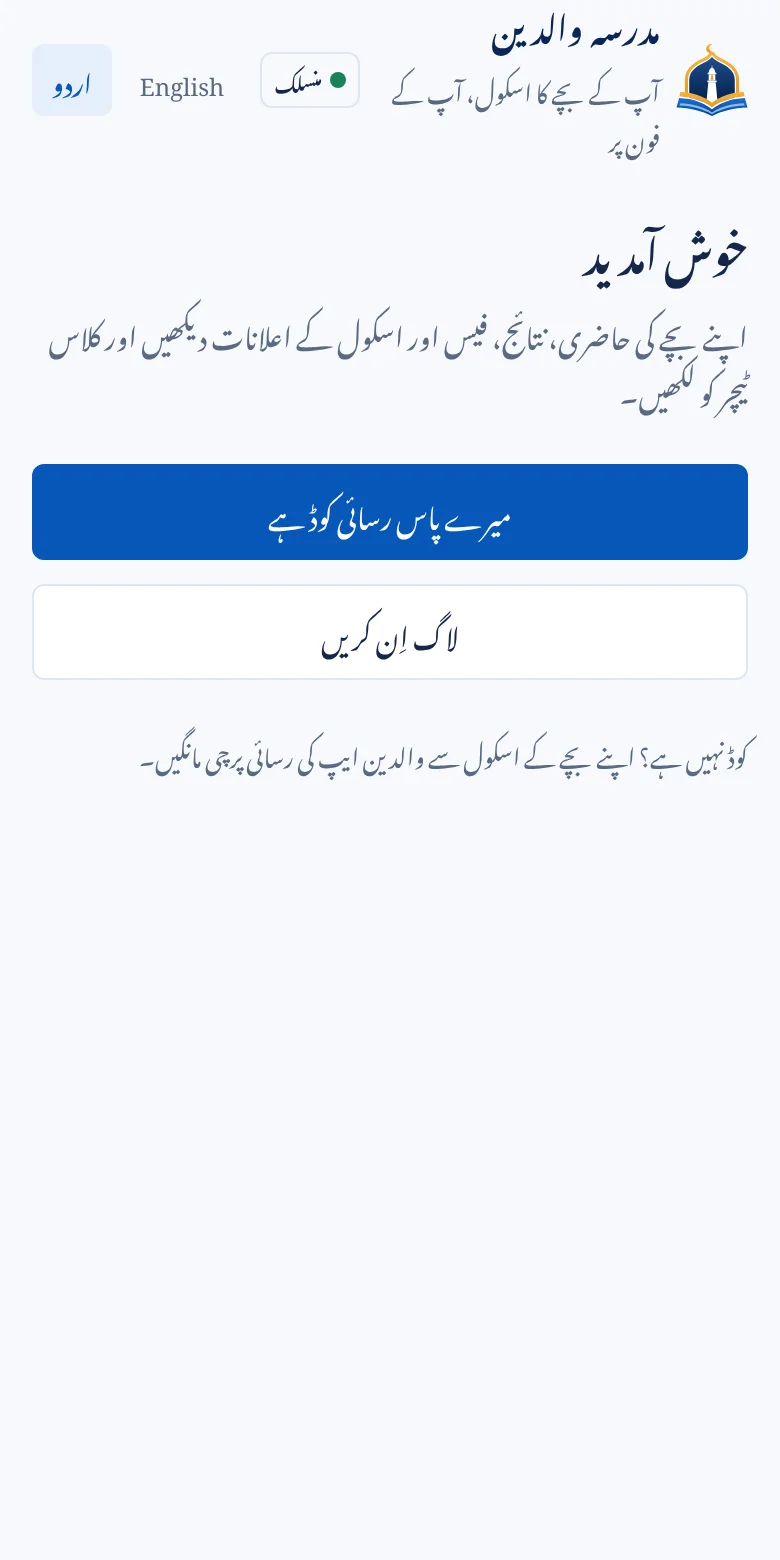 مدرسہ والدین
آپ کے بچے کا اسکول، آپ کے
فون پر
منسلک
English
اردو
خوش آمدید
اپنے بچے کی حاضری، نتائج، فیس اور اسکول کے اعلانات دیکھیں اور کلاس
ٹیچر کو لکھیں۔
میرے پاس رسائی کوڈ ہے
لاگ اِن کریں
کوڈ نہیں ہے؟ اپنے بچے کے اسکول سے والدین ایپ کی رسائی پرچی مانگیں۔